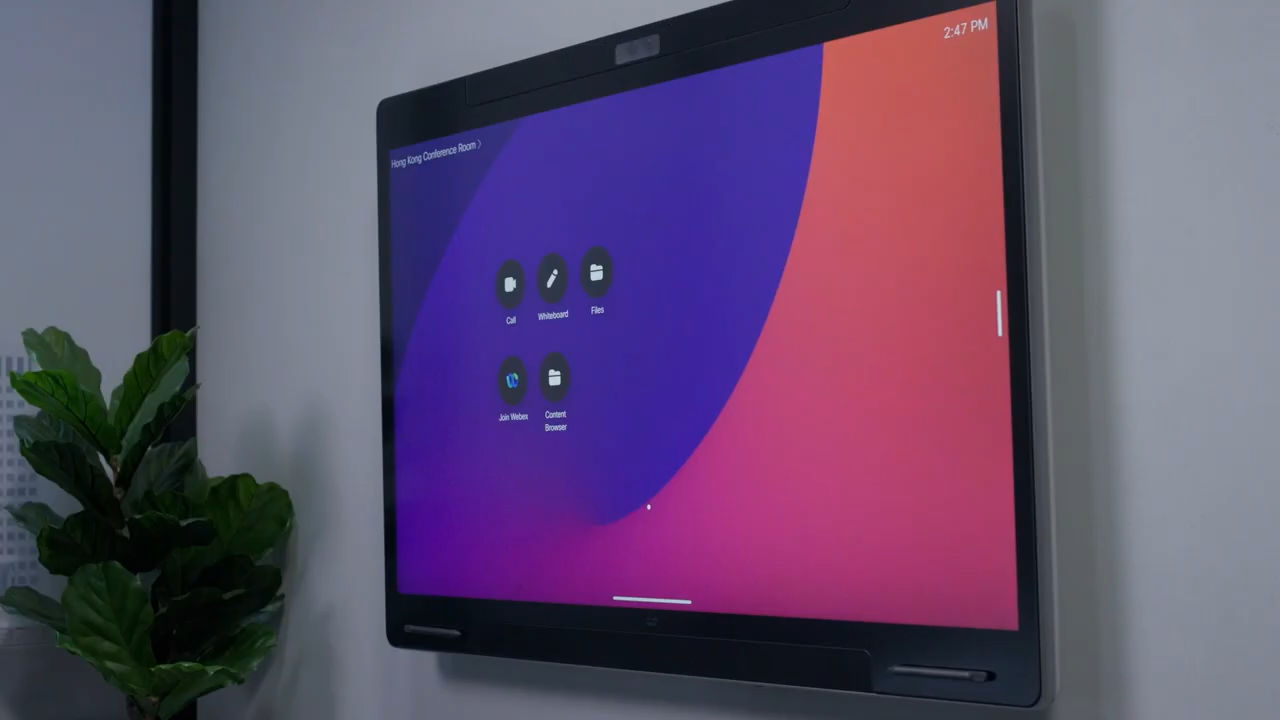 2:47 PM
Hong Kong Conference Room
Call
Whiteboard
Files
Join Webex
Content
Browser